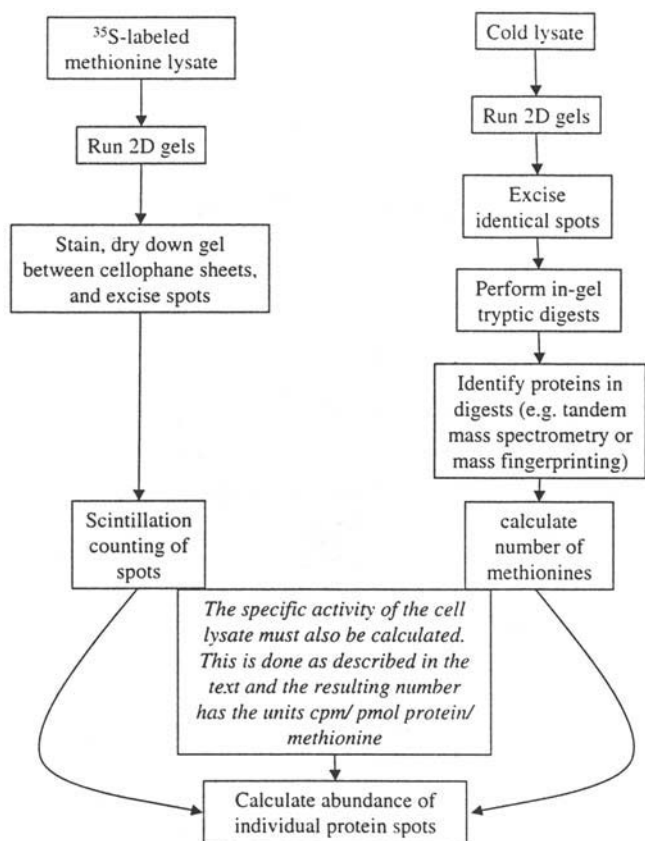 ³⁵S-labeled
methionine lysate
Run 2D gels
Stain, dry down gel
between cellophane sheets,
and excise spots
Scintillation
counting of
spots
Cold lysate
Run 2D gels
Excise
identical spots
Perform in-gel
tryptic digests
Identify proteins in
digests (e.g. tandem
mass spectrometry or
mass fingerprinting)
calculate
number of
methionines
The specific activity of the cell
lysate must also be calculated.
This is done as described in the
text and the resulting number
has the units cpm/ pmol protein/
methionine
Calculate abundance of
individual protein spots